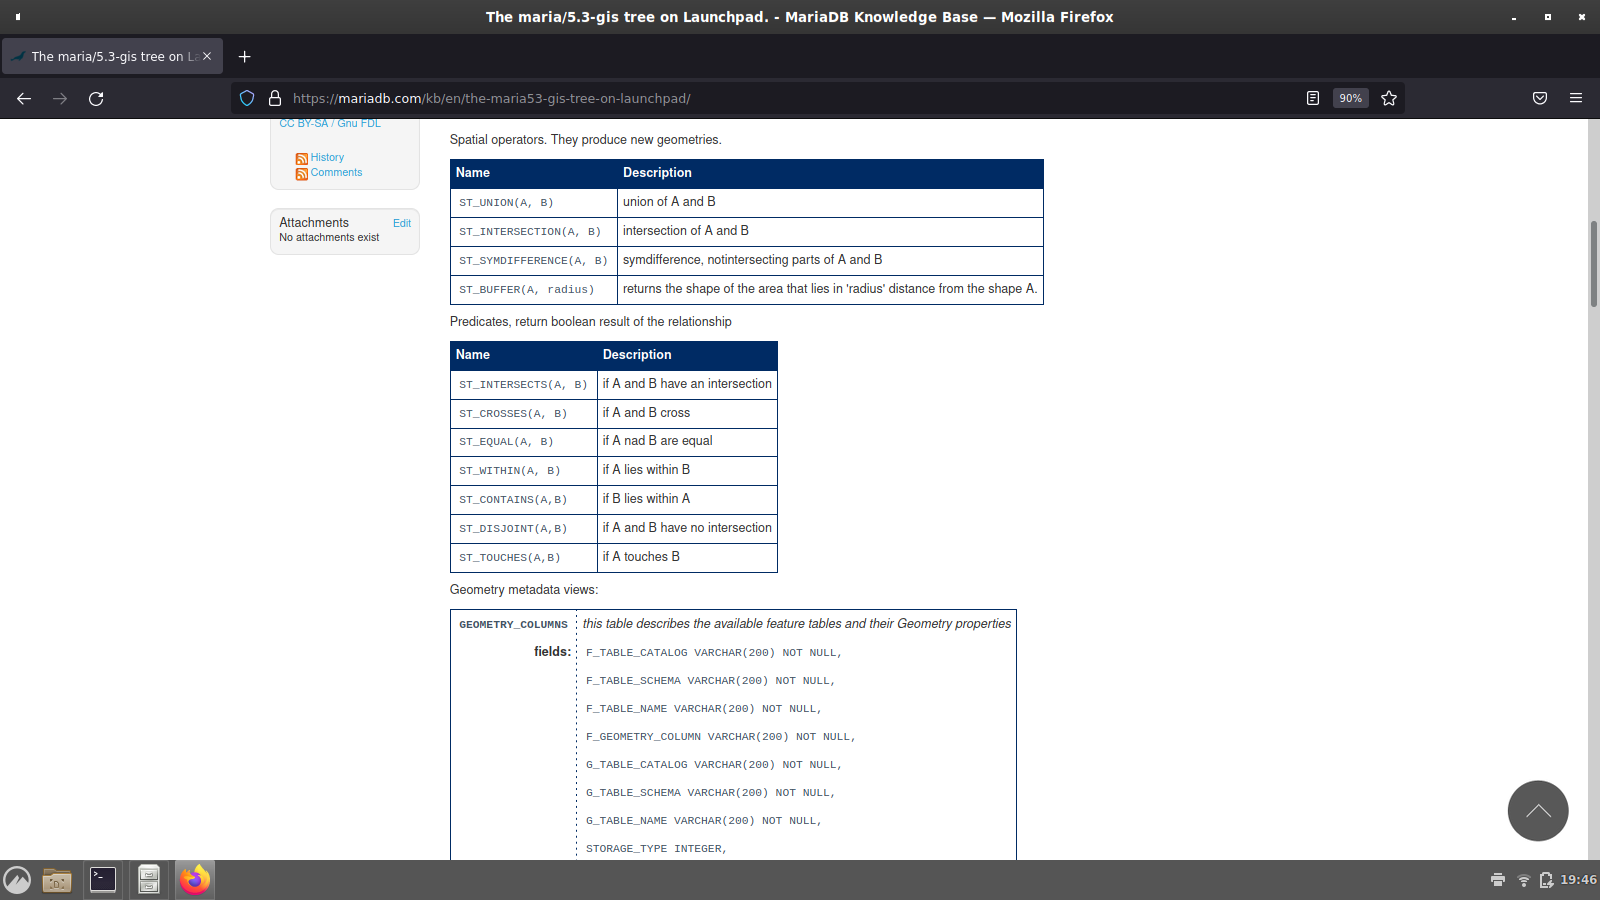 The maria/5.3-gis tree on Launchpad. - MariaDB Knowledge Base — Mozilla Firefox
The maria/5.3-gis tree on La
https://mariadb.com/kb/en/the-maria53-gis-tree-on-launchpad/
90%
CC BY-SA / Gnu FDL
History
Comments
Attachments Edit
No attachments exist
Spatial operators. They produce new geometries.
Name Description
ST_UNION(A, B) union of A and B
ST_INTERSECTION(A, B) intersection of A and B
ST_SYMDIFFERENCE(A, B) symdifference, notintersecting parts of A and B
ST_BUFFER(A, radius) returns the shape of the area that lies in 'radius' distance from the shape A.
Predicates, return boolean result of the relationship
Name Description
ST_INTERSECTS(A, B) if A and B have an intersection
ST_CROSSES(A, B) if A and B cross
ST_EQUAL(A, B) if A nad B are equal
ST_WITHIN(A, B) if A lies within B
ST_CONTAINS(A,B) if B lies within A
ST_DISJOINT(A,B) if A and B have no intersection
ST_TOUCHES(A,B) if A touches B
Geometry metadata views:
GEOMETRY_COLUMNS this table describes the available feature tables and their Geometry properties
fields: F_TABLE_CATALOG VARCHAR(200) NOT NULL,
F_TABLE_SCHEMA VARCHAR(200) NOT NULL,
F_TABLE_NAME VARCHAR(200) NOT NULL,
F_GEOMETRY_COLUMN VARCHAR(200) NOT NULL,
G_TABLE_CATALOG VARCHAR(200) NOT NULL,
G_TABLE_SCHEMA VARCHAR(200) NOT NULL,
G_TABLE_NAME VARCHAR(200) NOT NULL,
STORAGE_TYPE INTEGER,
19:46